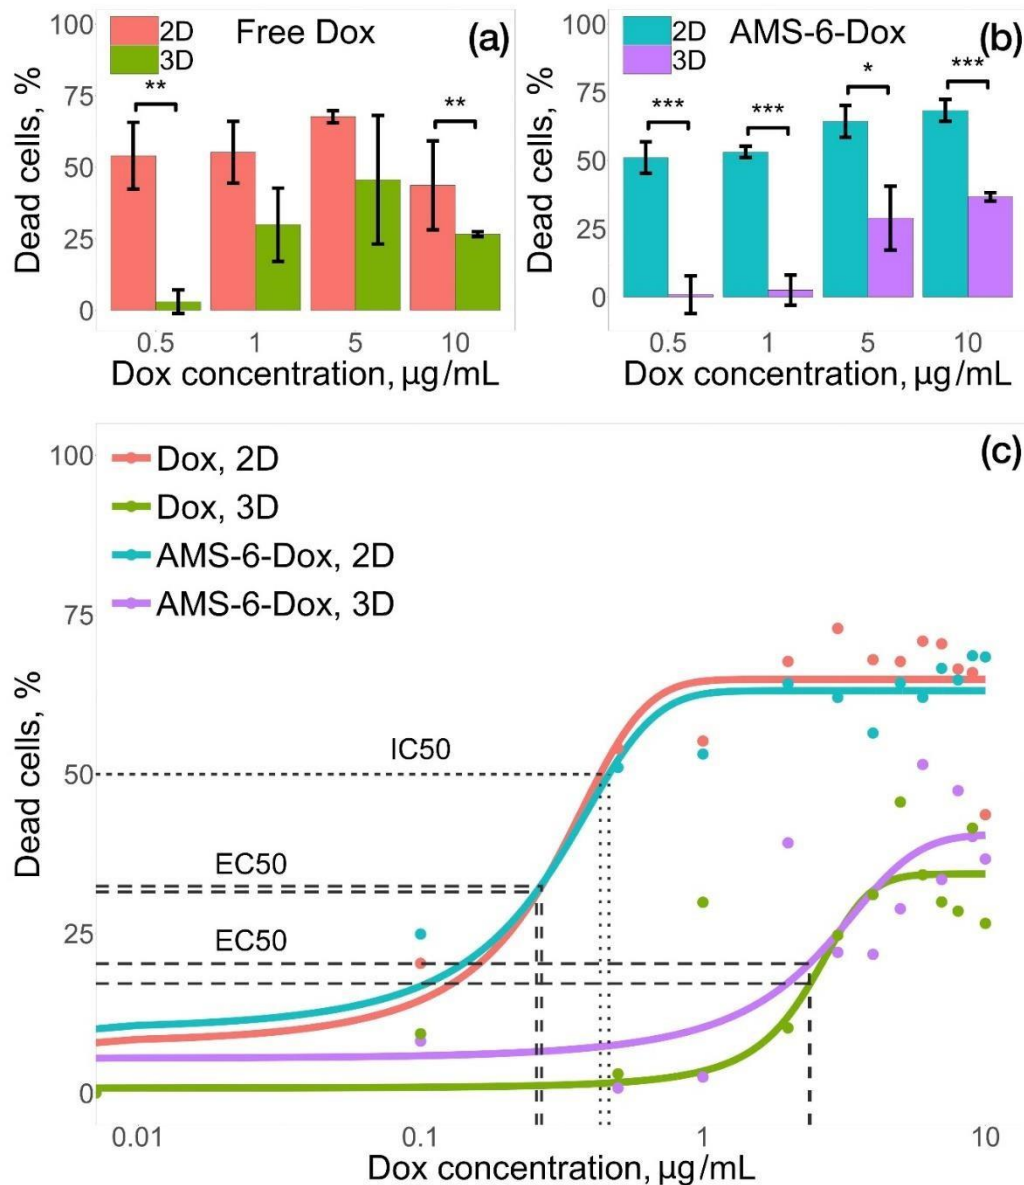 Free Dox
(a)
2D
3D
100
75
50
25
0
Dead cells, %
**
**
0.5 1 5 10
Dox concentration, µg/mL
AMS-6-Dox
(b)
2D
3D
100
75
50
25
0
Dead cells, %
***
***
*
***
0.5 1 5 10
Dox concentration, µg/mL
(c)
Dox, 2D
Dox, 3D
AMS-6-Dox, 2D
AMS-6-Dox, 3D
100
75
50
25
0
Dead cells, %
IC50
EC50
EC50
0.01 0.1 1 10
Dox concentration, µg/mL